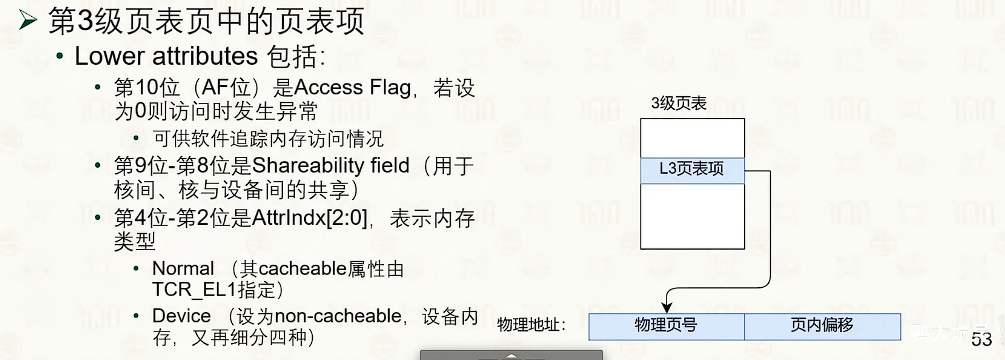 第3级页表页中的页表项
Lower attributes 包括:
第10位（AF位）是Access Flag，若设
为0则访问时发生异常
可供软件追踪内存访问情况
第9位-第8位是Shareability field（用于
核间、核与设备间的共享）
第4位-第2位是AttrIndx[2:0]，表示内存
类型
Normal （其cacheable属性由
TCR_EL1指定）
Device （设为non-cacheable，设备内
存，又再细分四种）
3级页表
L3页表项
物理地址：
物理页号
页内偏移
53